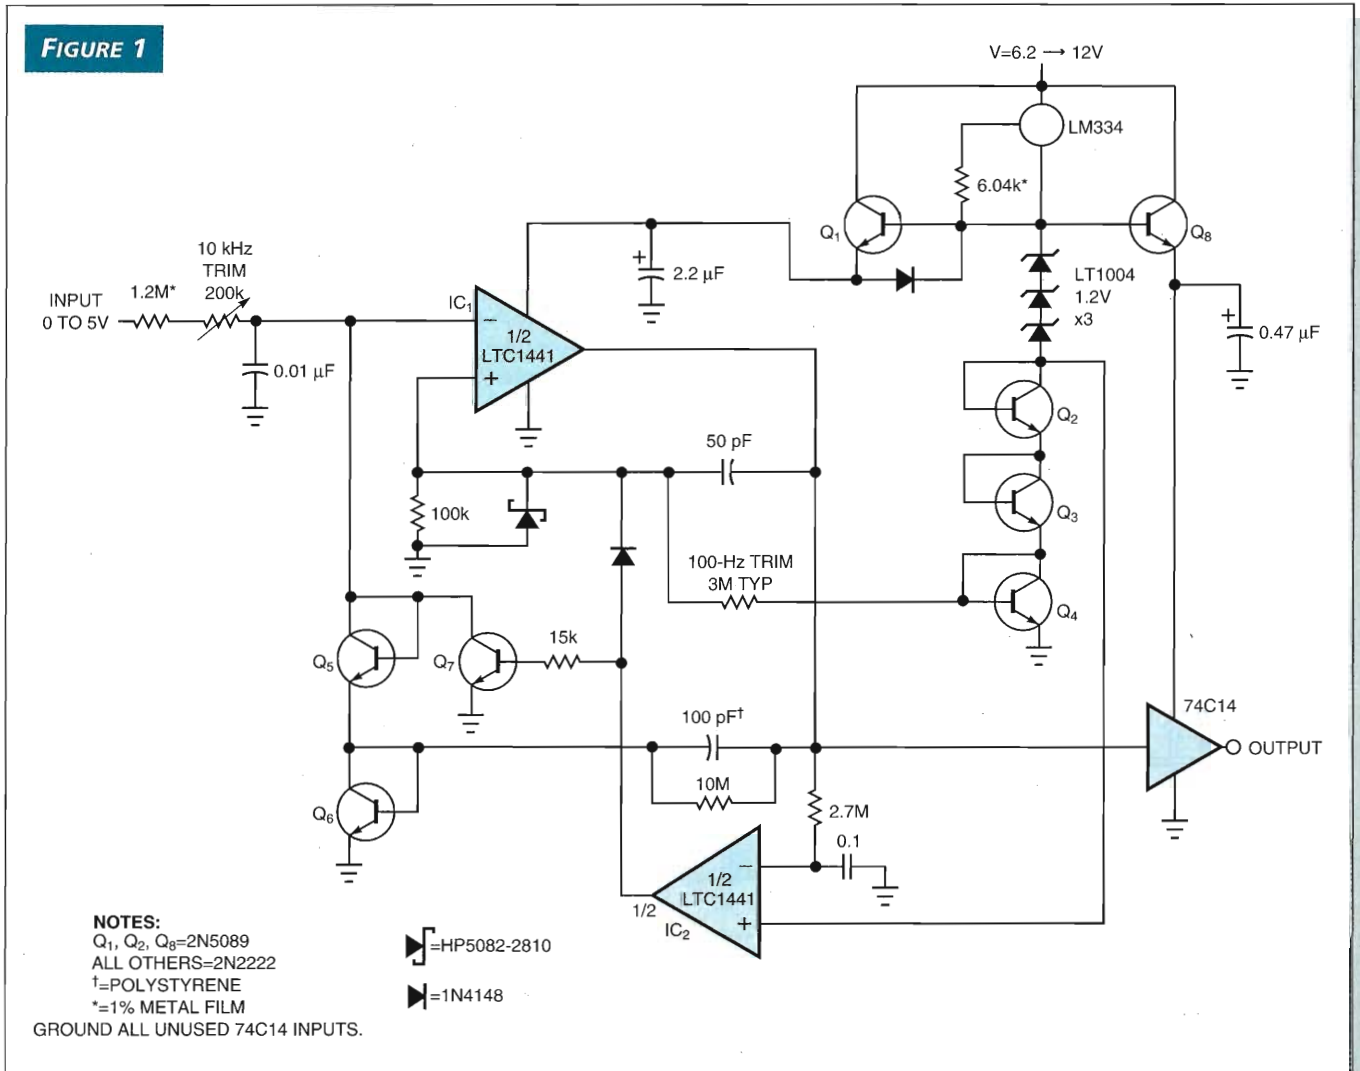 FIGURE 1
V=6.2 → 12V
LM334
6.04k*
Q1
Q8
10 kHz
TRIM
200k
1.2M*
INPUT
0 TO 5V
IC1
2.2 µF
LT1004
1.2V
x3
0.47 µF
−
1/2
LTC1441
+
+
+
0.01 µF
Q2
50 pF
100k
Q3
100-Hz TRIM
3M TYP
Q4
Q5
Q7
15k
74C14
100 pF†
OUTPUT
10M
Q6
2.7M
0.1
−
1/2
LTC1441
+
1/2
IC2
NOTES:
Q1, Q2, Q8=2N5089
ALL OTHERS=2N2222
†=POLYSTYRENE
*=1% METAL FILM
GROUND ALL UNUSED 74C14 INPUTS.
=HP5082-2810
=1N4148